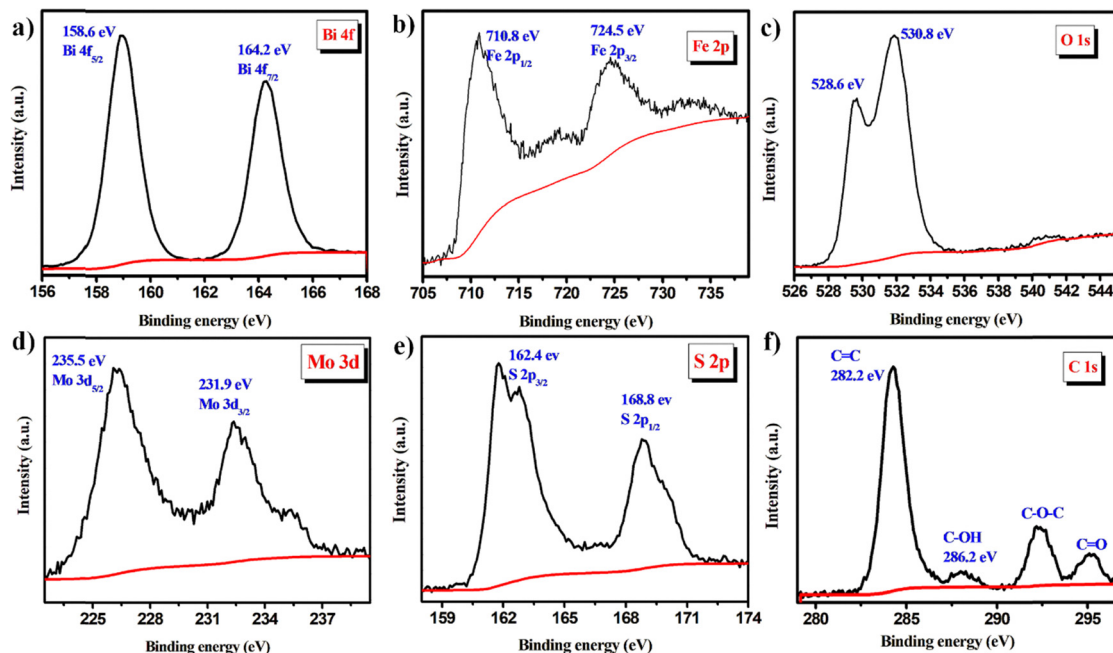 a)
158.6 eV
Bi 4f5/2
164.2 eV
Bi 4f7/2
Bi 4f
Intensity (a.u.)
156 158 160 162 164 166 168
Binding energy (eV)
b)
710.8 eV
Fe 2p1/2
724.5 eV
Fe 2p3/2
Fe 2p
Intensity (a.u.)
705 710 715 720 725 730 735
Binding energy (eV)
c)
528.6 eV
530.8 eV
O 1s
Intensity (a.u.)
526 528 530 532 534 536 538 540 542 544
Binding energy (eV)
d)
235.5 eV
Mo 3d5/2
231.9 eV
Mo 3d3/2
Mo 3d
Intensity (a.u.)
225 228 231 234 237
Binding energy (eV)
e)
162.4 ev
S 2p3/2
168.8 ev
S 2p1/2
S 2p
Intensity (a.u.)
159 162 165 168 171 174
Binding energy (eV)
f)
C=C
282.2 eV
C-OH
286.2 eV
C-O-C
C=O
C 1s
Intensity (a.u.)
280 285 290 295
Binding energy (eV)